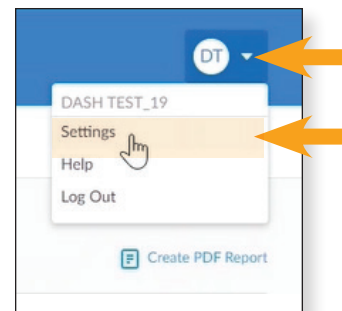 DT
DASH TEST_19
Settings
Help
Log Out
Create PDF Report